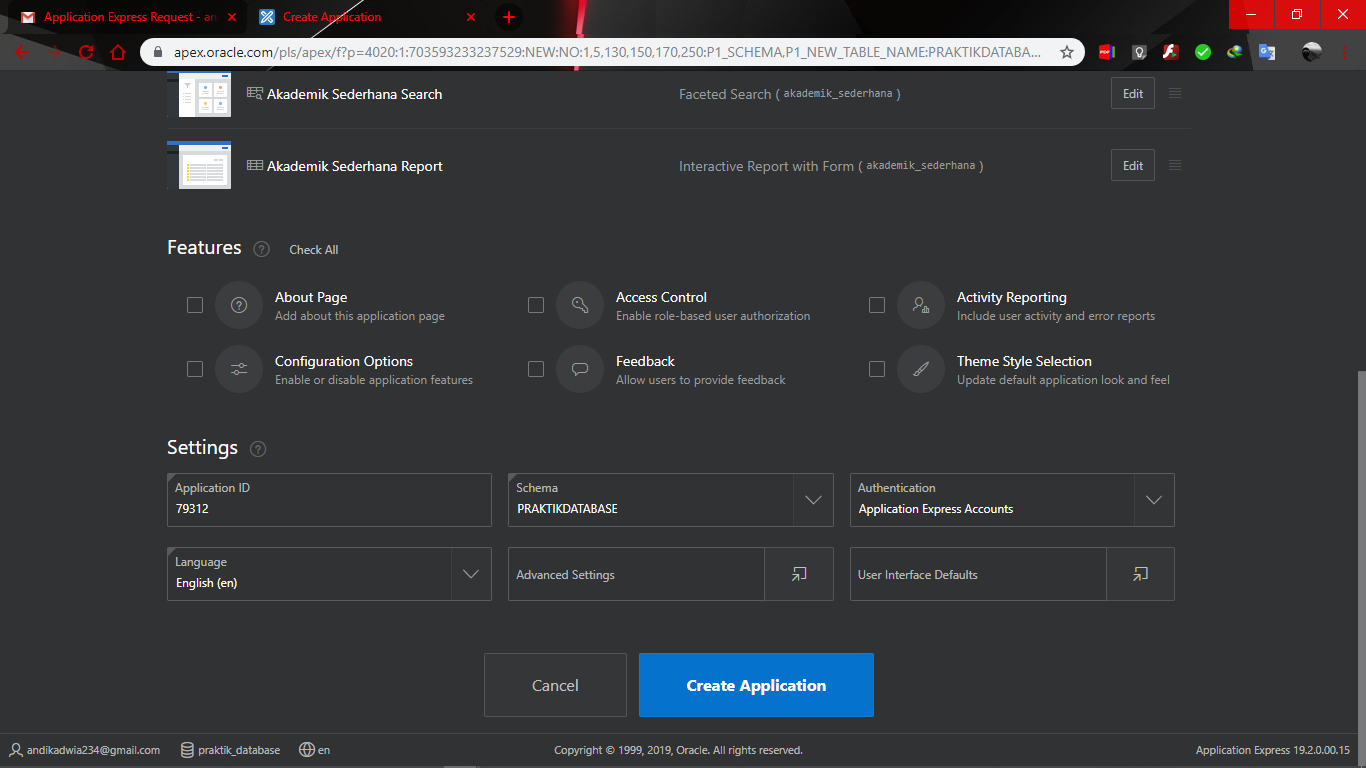 Application Express Request - an
Create Application
apex.oracle.com/pls/apex/f?p=4020:1:703593233237529:NEW:NO:1,5,130,150,170,250:P1_SCHEMA,P1_NEW_TABLE_NAME:PRAKTIKDATABA...
Akademik Sederhana Search
Faceted Search ( akademik_sederhana )
Edit
Akademik Sederhana Report
Interactive Report with Form ( akademik_sederhana )
Edit
Features
Check All
About Page
Add about this application page
Access Control
Enable role-based user authorization
Activity Reporting
Include user activity and error reports
Configuration Options
Enable or disable application features
Feedback
Allow users to provide feedback
Theme Style Selection
Update default application look and feel
Settings
Application ID
79312
Schema
PRAKTIKDATABASE
Authentication
Application Express Accounts
Language
English (en)
Advanced Settings
User Interface Defaults
Cancel
Create Application
andikadwia234@gmail.com
praktik_database
en
Copyright © 1999, 2019, Oracle. All rights reserved.
Application Express 19.2.0.00.15